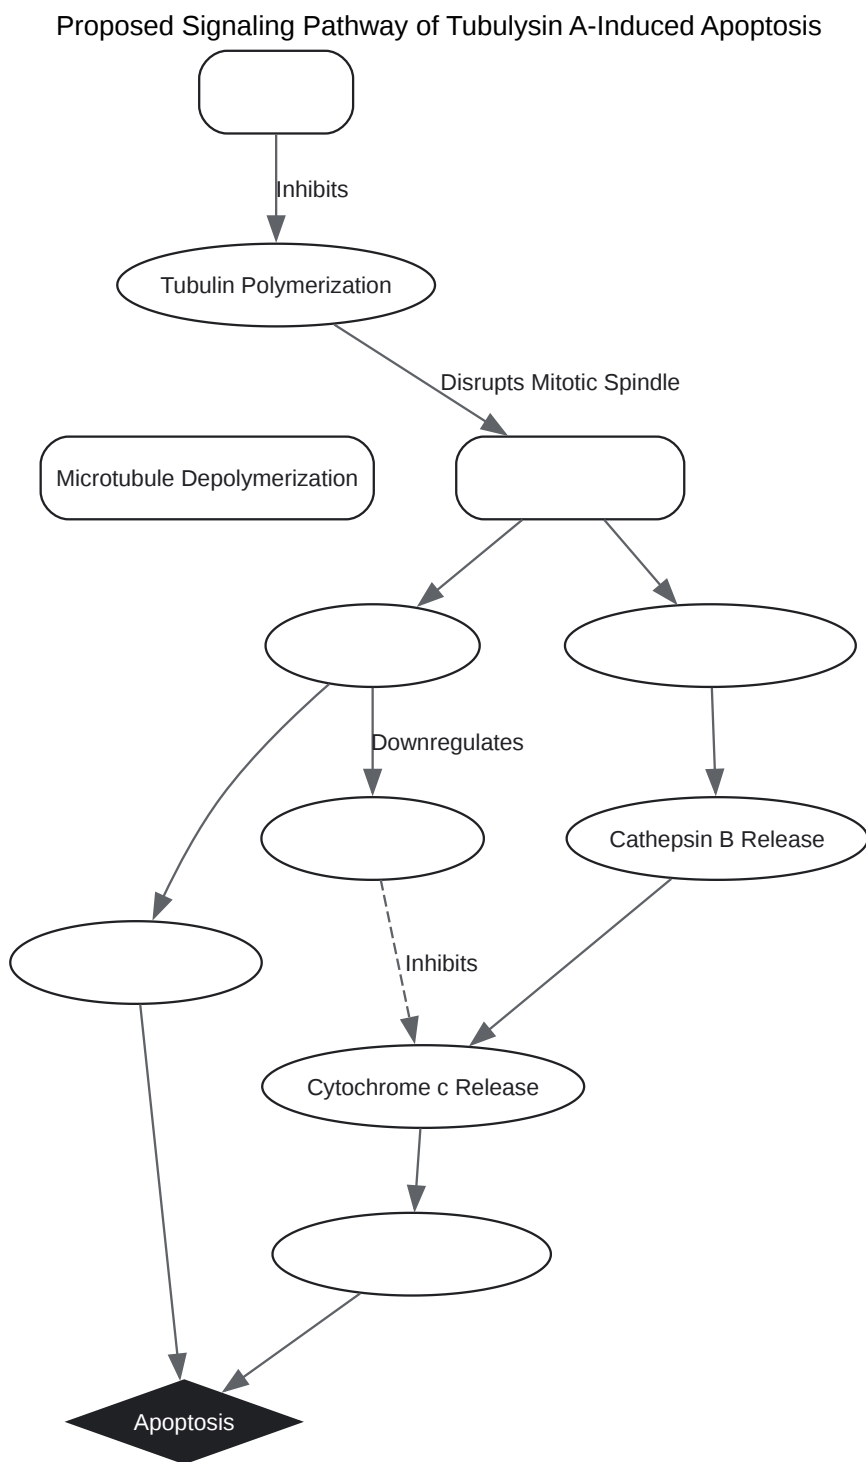 Proposed Signaling Pathway of Tubulysin A-Induced Apoptosis
Inhibits
Tubulin Polymerization
Disrupts Mitotic Spindle
Microtubule Depolymerization
Downregulates
Cathepsin B Release
Inhibits
Cytochrome c Release
Apoptosis